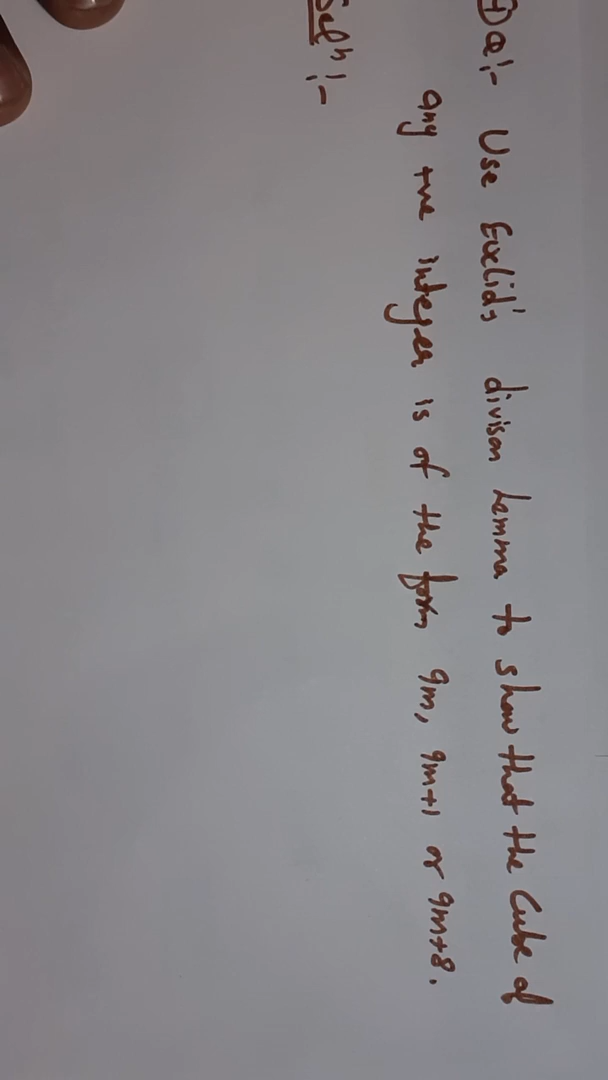 Q:- Use Euclid's divison Lemma to show that the Cube of
any +ve integer is of the form 9m, 9m+1 or 9m+8.
Solⁿ :-